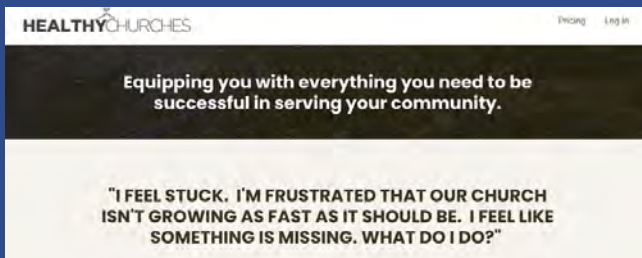 HEALTHYCHURCHES
Pricing Log in
Equipping you with everything you need to be
successful in serving your community.
"I FEEL STUCK. I'M FRUSTRATED THAT OUR CHURCH
ISN'T GROWING AS FAST AS IT SHOULD BE. I FEEL LIKE
SOMETHING IS MISSING. WHAT DO I DO?"